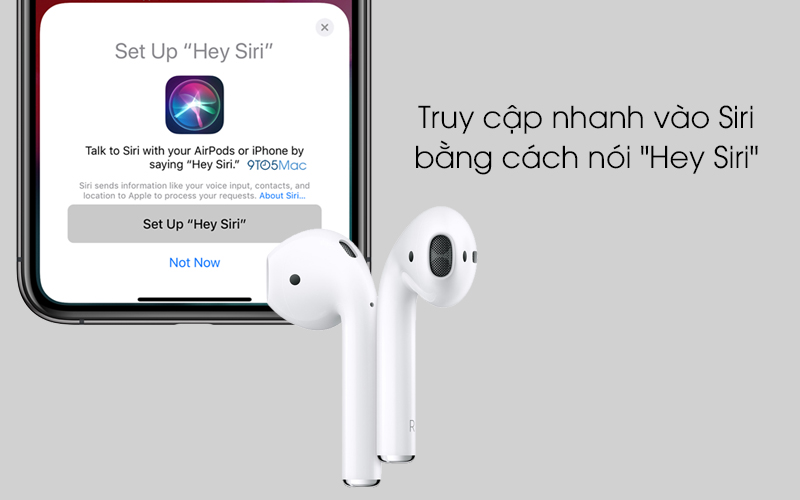 Set Up “Hey Siri”
Talk to Siri with your AirPods or iPhone by
saying “Hey Siri.” 9TO5Mac
Siri sends information like your voice input, contacts, and
location to Apple to process your requests. About Siri...
Set Up “Hey Siri”
Not Now
Truy cập nhanh vào Siri
bằng cách nói "Hey Siri"
R